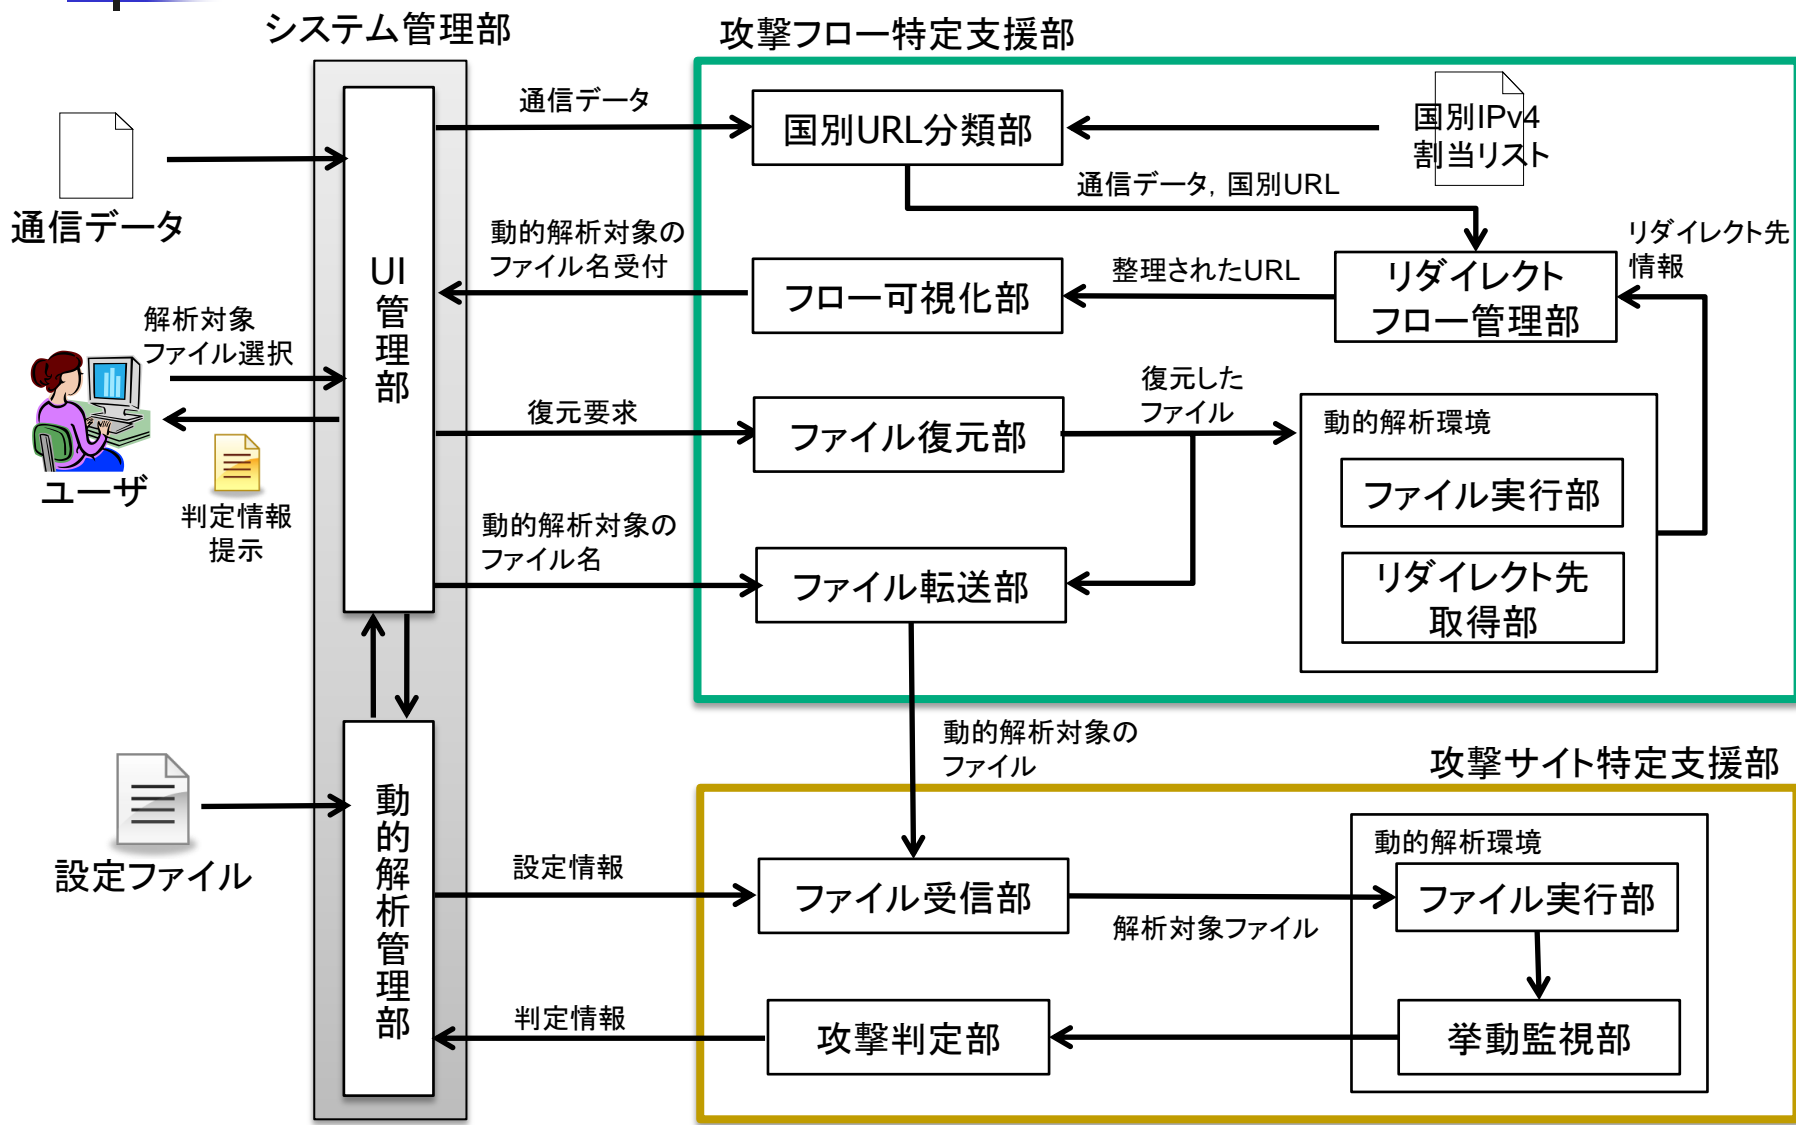 システム管理部
攻撃フロー特定支援部
通信データ
国別URL分類部
国別IPv4
割当リスト
通信データ
通信データ, 国別URL
動的解析対象の
ファイル名受付
UI
管
理
部
フロー可視化部
整理されたURL
リダイレクト
フロー管理部
リダイレクト先
情報
解析対象
ファイル選択
ユーザ
判定情報
提示
復元要求
ファイル復元部
復元した
ファイル
動的解析環境
ファイル実行部
リダイレクト先
取得部
動的解析対象の
ファイル名
ファイル転送部
動的解析対象の
ファイル
攻撃サイト特定支援部
設定ファイル
動
的
解
析
管
理
部
設定情報
ファイル受信部
解析対象ファイル
動的解析環境
ファイル実行部
判定情報
攻撃判定部
挙動監視部